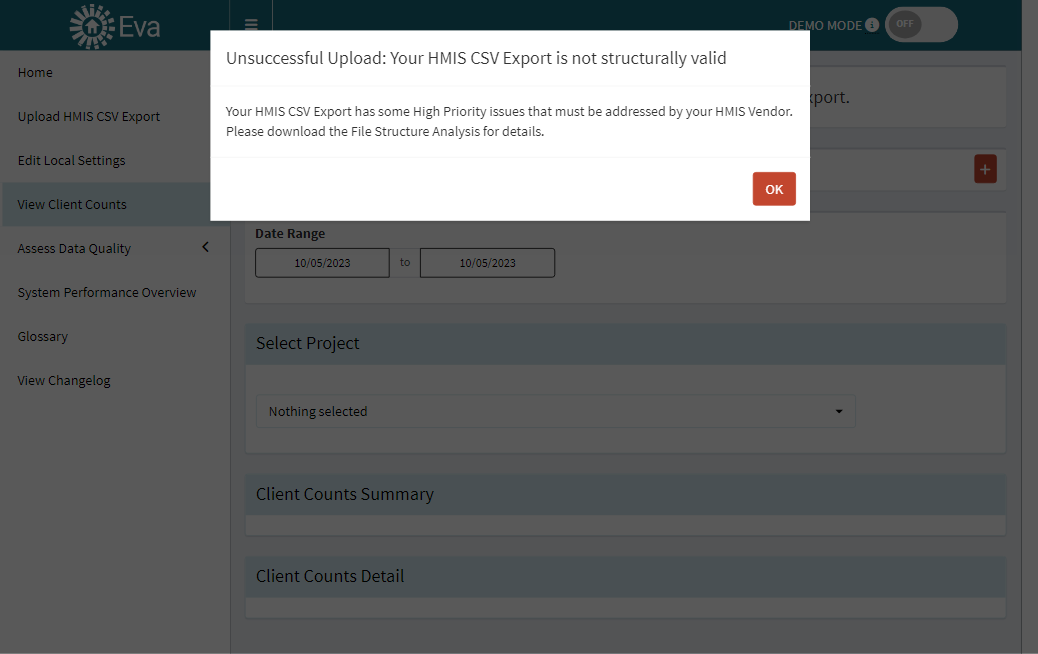 Eva
DEMO MODE
OFF
Unsuccessful Upload: Your HMIS CSV Export is not structurally valid
Your HMIS CSV Export has some High Priority issues that must be addressed by your HMIS Vendor.
Please download the File Structure Analysis for details.
OK
Home
Upload HMIS CSV Export
Edit Local Settings
View Client Counts
Assess Data Quality
System Performance Overview
Glossary
View Changelog
+
Date Range
10/05/2023 to 10/05/2023
Select Project
Nothing selected
Client Counts Summary
Client Counts Detail